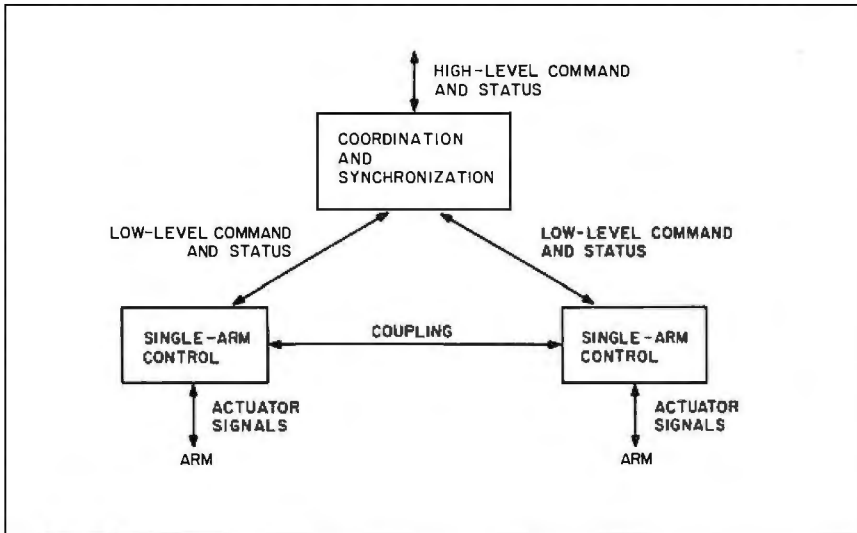 HIGH-LEVEL COMMAND
AND STATUS
COORDINATION
AND
SYNCHRONIZATION
LOW-LEVEL COMMAND
AND STATUS
LOW-LEVEL COMMAND
AND STATUS
SINGLE-ARM
CONTROL
COUPLING
SINGLE-ARM
CONTROL
ACTUATOR
SIGNALS
ARM
ACTUATOR
SIGNALS
ARM